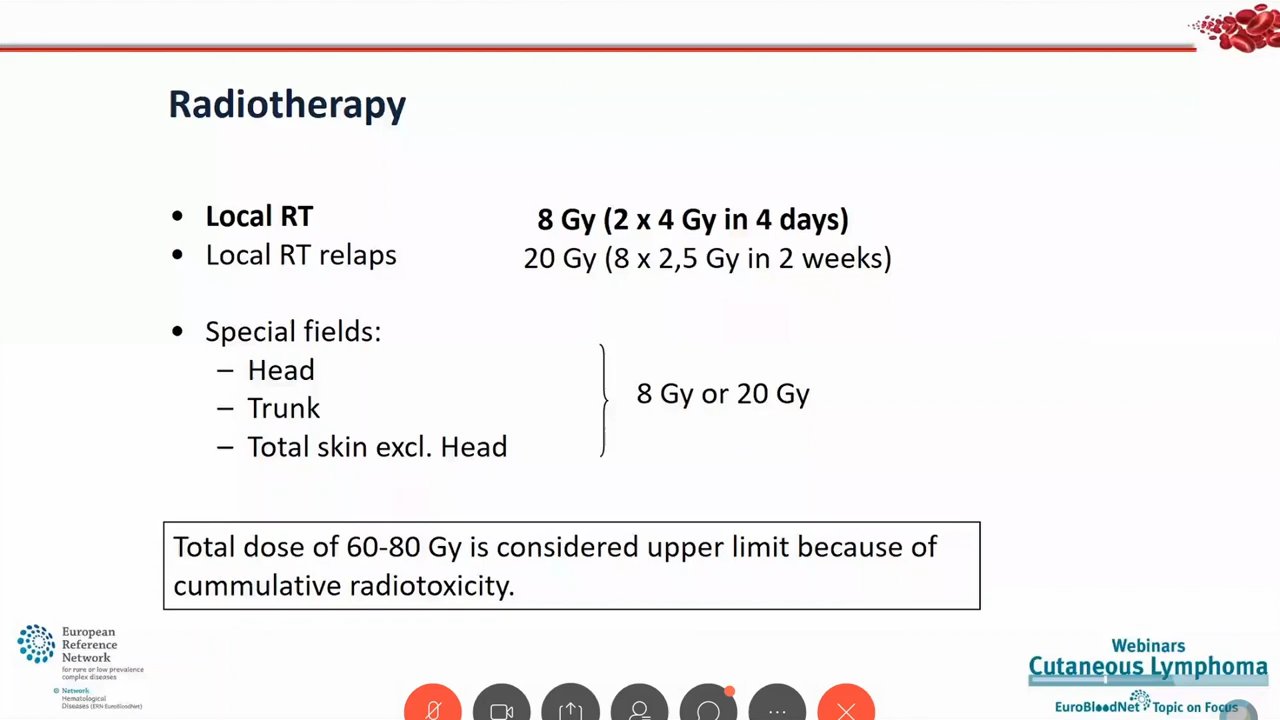 Radiotherapy
• Local RT 8 Gy (2 x 4 Gy in 4 days)
• Local RT relaps 20 Gy (8 x 2,5 Gy in 2 weeks)
• Special fields:
– Head
– Trunk
– Total skin excl. Head
8 Gy or 20 Gy
Total dose of 60-80 Gy is considered upper limit because of
cummulative radiotoxicity.
European
Reference
Network
for rare or low prevalence
complex diseases
Network
Hematological
Diseases (ERN-EuroBloodNet)
Webinars
Cutaneous Lymphoma
EuroBloodNet Topic on Focus